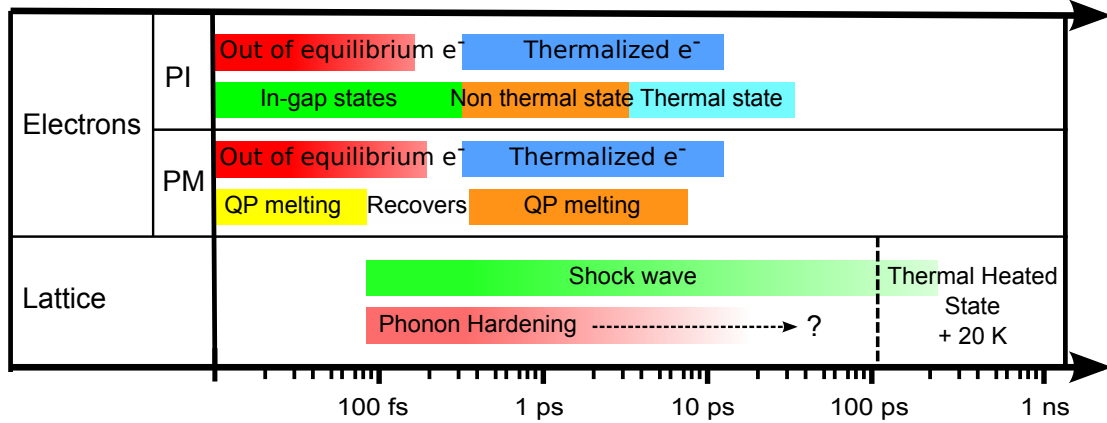 Electrons
PI
Out of equilibrium e⁻
Thermalized e⁻
In-gap states
Non thermal state
Thermal state
PM
Out of equilibrium e⁻
Thermalized e⁻
QP melting
Recovers
QP melting
Lattice
Shock wave
Phonon Hardening
?
Thermal Heated
State
+ 20 K
100 fs
1 ps
10 ps
100 ps
1 ns